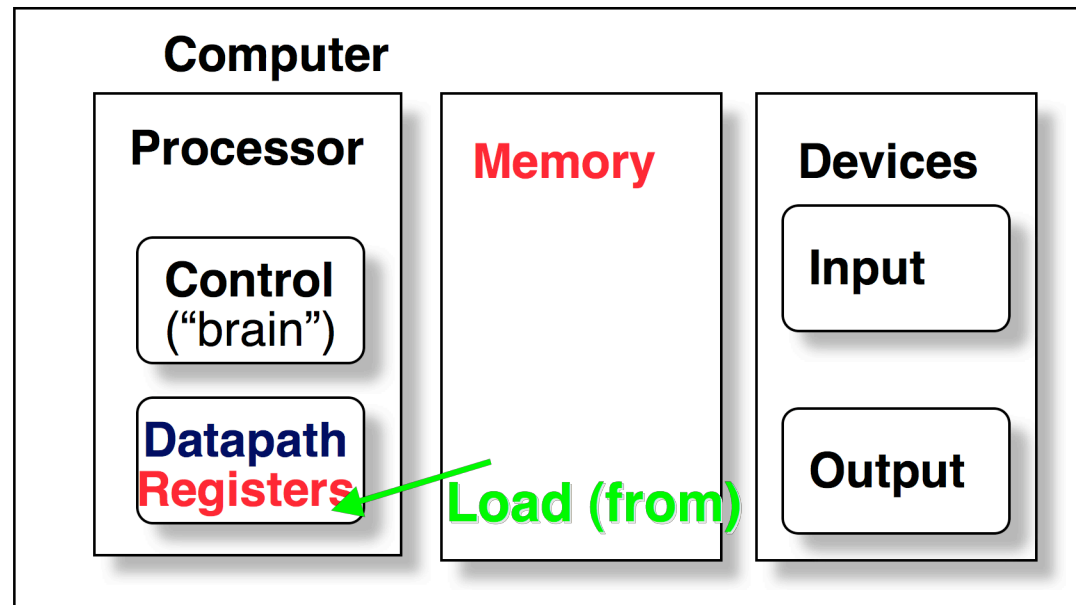 Computer
Processor
Control
(“brain”)
Datapath
Registers
Memory
Load (from)
Devices
Input
Output